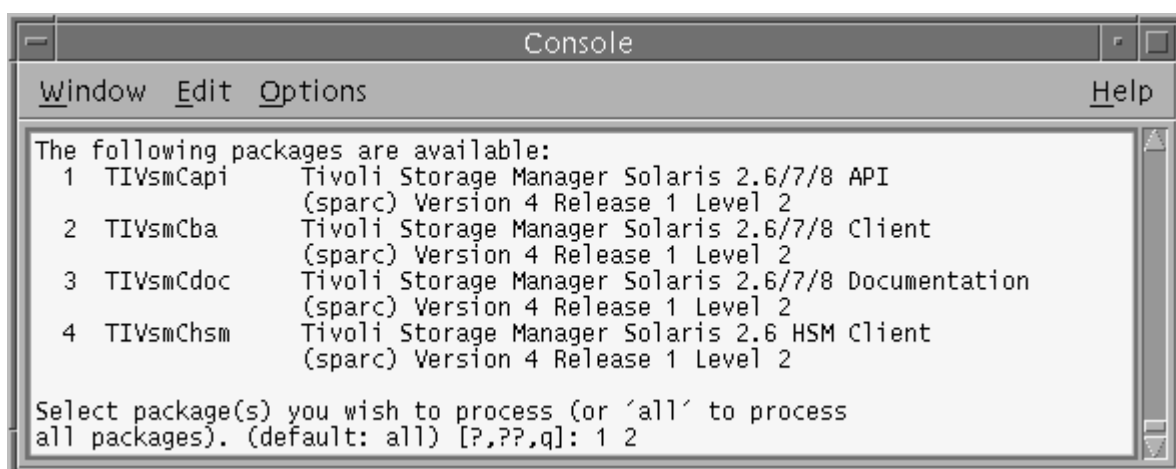 Console
Window Edit Options Help
The following packages are available:
1 TIVsmCapi Tivoli Storage Manager Solaris 2.6/7/8 API
(sparc) Version 4 Release 1 Level 2
2 TIVsmCba Tivoli Storage Manager Solaris 2.6/7/8 Client
(sparc) Version 4 Release 1 Level 2
3 TIVsmCdoc Tivoli Storage Manager Solaris 2.6/7/8 Documentation
(sparc) Version 4 Release 1 Level 2
4 TIVsmChsm Tivoli Storage Manager Solaris 2.6 HSM Client
(sparc) Version 4 Release 1 Level 2
Select package(s) you wish to process (or ´all´ to process
all packages). (default: all) [?,??,q]: 1 2